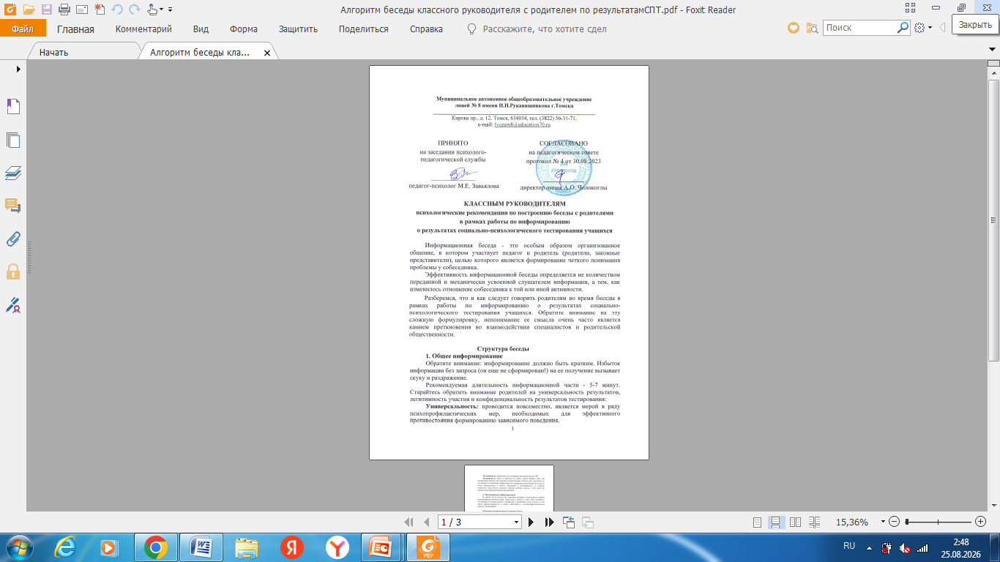 Алгоритм беседы классного руководителя с родителем по результатамСПТ.pdf - Foxit Reader
Файл Главная Комментарий Вид Форма Защитить Поделиться Справка Расскажите, что хотите сделать Поиск Закрыть
Начать Алгоритм беседы кла...
Муниципальное автономное общеобразовательное учреждение
лицей № 8 имени Н.Н.Рукавишникова г.Томска
Кирова пр., д. 12, Томск, 634034, тел. (3822) 56-31-71,
e-mail: lyceum8@education70.ru
ПРИНЯТО
на заседании психолого-
педагогической службы
педагог-психолог М.Е. Завьялова
СОГЛАСОВАНО
на педагогическом совете
протокол № 4 от 30.08.2023
ДЛЯ
ДОКУМЕНТОВ
директор лицея А.О. Чолокоглы
КЛАССНЫМ РУКОВОДИТЕЛЯМ
психологические рекомендации по построению беседы с родителями
в рамках работы по информированию
о результатах социально-психологического тестирования учащихся
Информационная беседа - это особым образом организованное
общение, в котором участвует педагог и родитель (родители, законные
представители), целью которого является формирование четкого понимания
проблемы у собеседника.
Эффективность информационной беседы определяется не количеством
переданной и механически усвоенной слушателем информации, а тем, как
изменилось отношение собеседника к той или иной активности.
Разберемся, что и как следует говорить родителям во время беседы в
рамках работы по информированию о результатах социально-
психологического тестирования учащихся. Обратите внимание на эту
сложную формулировку, непонимание ее смысла очень часто является
камнем преткновения во взаимодействии специалистов и родительской
общественности.
Структура беседы
1. Общее информирование
Обратите внимание: информирование должно быть кратким. Избыток
информации без запроса (он еще не сформирован!) на ее получение вызывает
скуку и раздражение.
Рекомендуемая длительность информационной части - 5-7 минут.
Старайтесь обратить внимание родителей на универсальность результатов,
легитимность участия и конфиденциальность результатов тестирования:
Универсальность: проводится повсеместно, является мерой в ряду
психопрофилактических мер, необходимых для эффективного
противостояния формированию зависимого поведения.
1
1 / 3
15,36%
RU
2:48
25.08.2026